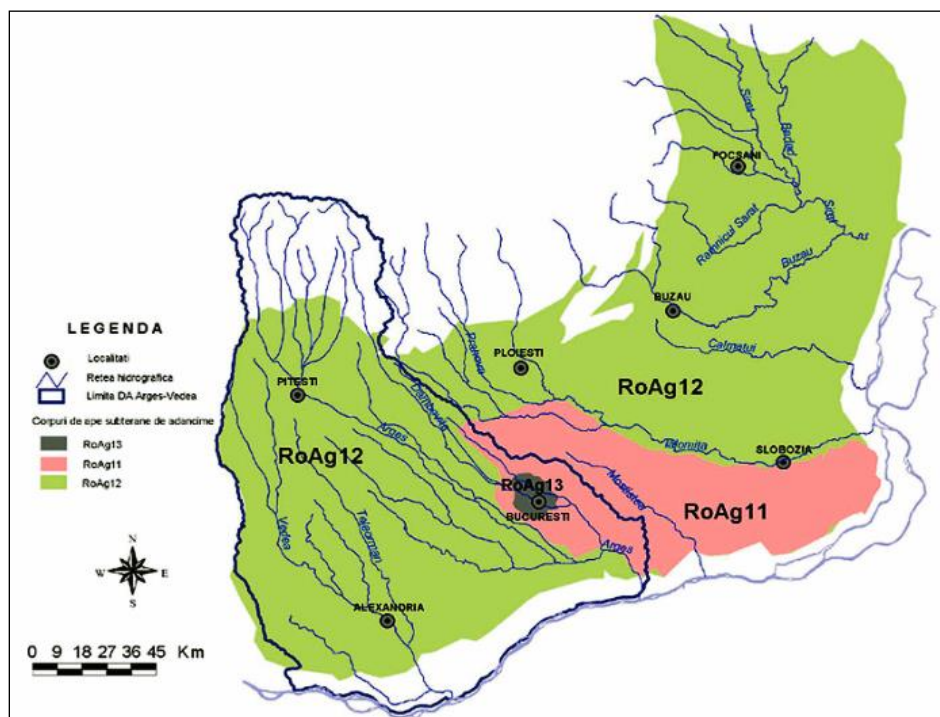 Siret
Barlad
FOCSANI
Siret
Ramnicul Sarat
Buzau
BUZAU
Calmatui
LEGENDA
Localitati
Retea hidrografica
Limita DA Arges-Vedea
Corpuri de ape subterane de adancime
RoAg13
RoAg11
RoAg12
Prahova
PLOIESTI
PITESTI
Dambovita
RoAg12
Arges
Ialomita
SLOBOZIA
RoAg12
RoAg13
BUCURESTI
Mostistea
RoAg11
Arges
Vedea
Teleorman
ALEXANDRIA
N
W E
S
0 9 18 27 36 45 Km